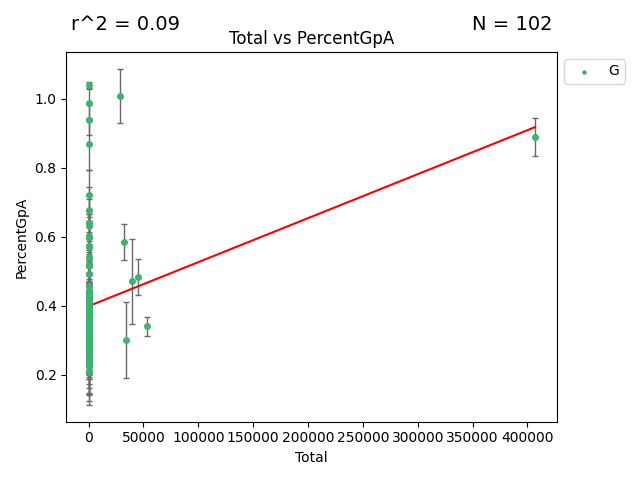 r^2 = 0.09
N = 102
Total vs PercentGpA
G
PercentGpA
1.0
0.8
0.6
0.4
0.2
0 50000 100000 150000 200000 250000 300000 350000 400000
Total